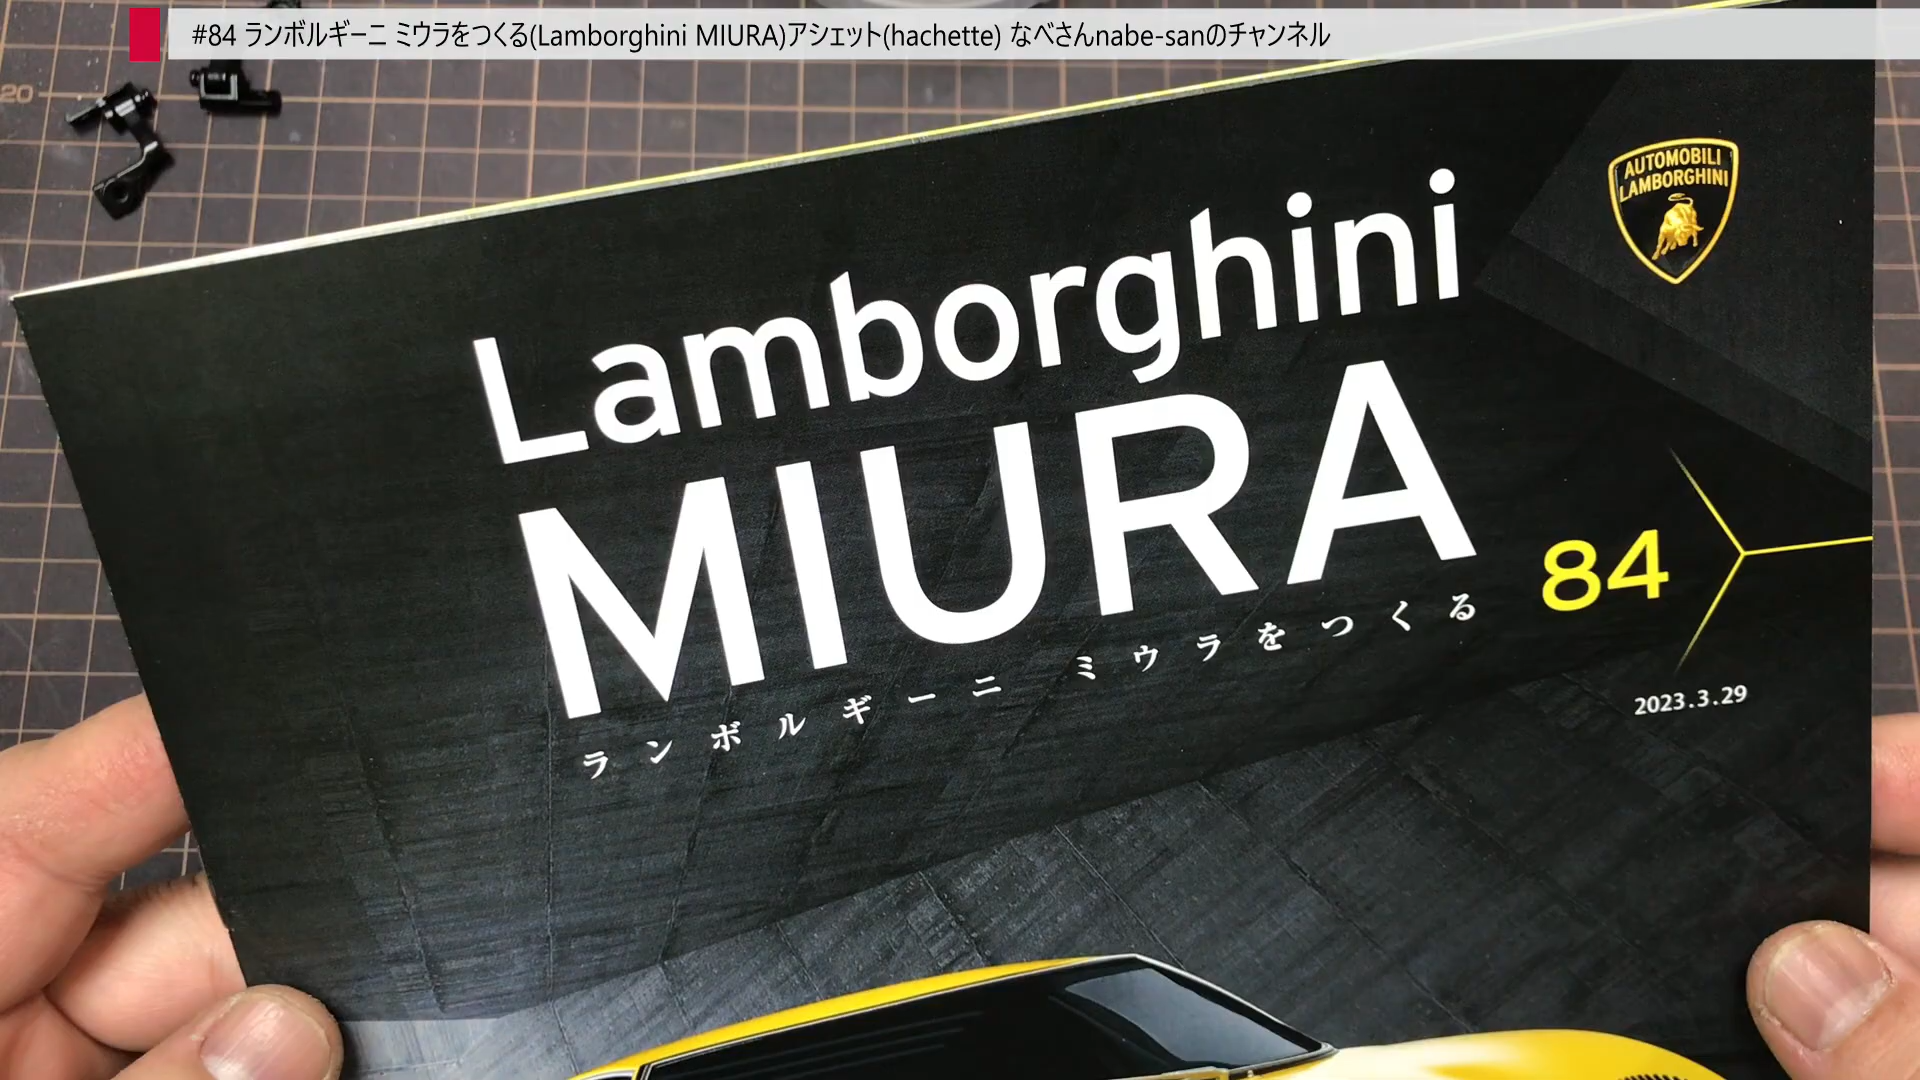 #84 ランボルギーニ ミウラをつくる(Lamborghini MIURA)アシェット(hachette) なべさんnabe-sanのチャンネル
20
AUTOMOBILI
LAMBORGHINI
Lamborghini
MIURA
ランボルギーニ ミウラをつくる
84
2023.3.29